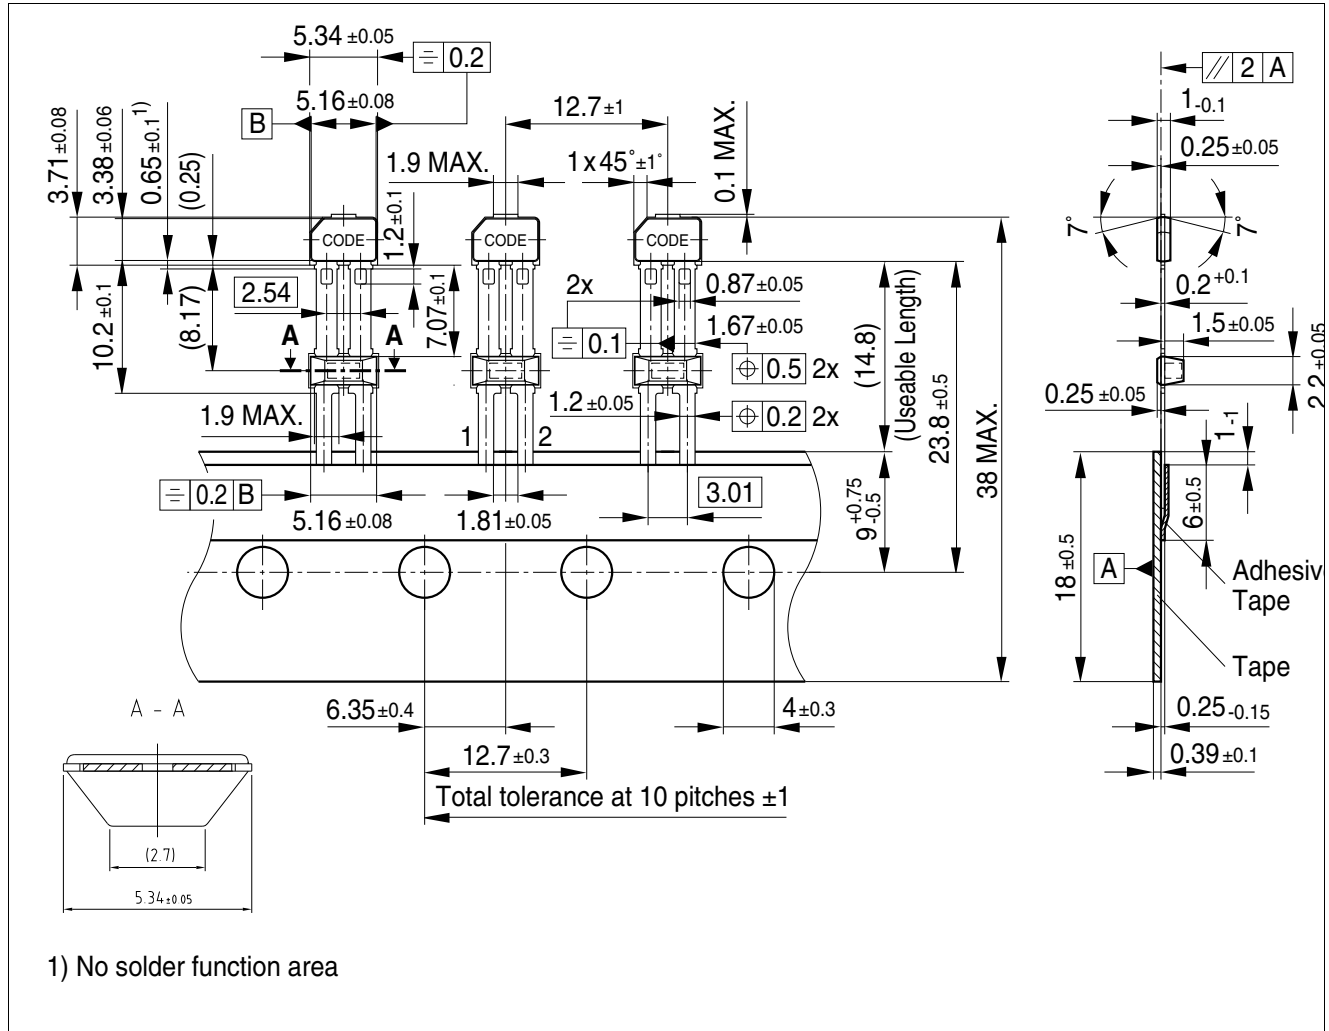 5.34 ±0.05
0.2
5.16±0.08
B
12.7±1
1.9 MAX.
1 x 45°±1°
0.1 MAX.
3.71±0.08
3.38±0.06
0.65±0.1 1)
(0.25)
1.2±0.1
CODE
CODE
CODE
2.54
10.2±0.1
(8.17)
A
A
7.07±0.1
2x
0.87±0.05
0.1
1.67±0.05
0.5 2x
1.2±0.05
0.2 2x
1.9 MAX.
1
2
(14.8)
(Useable Length)
23.8±0.5
38 MAX.
0.2 B
5.16±0.08
1.81±0.05
3.01
9 +0.75 -0.5
6.35±0.4
4±0.3
12.7±0.3
Total tolerance at 10 pitches ±1
// 2 A
1-0.1
0.25±0.05
7°
7°
0.2+0.1
1.5±0.05
2.2±0.05
0.25±0.05
1-1
6±0.5
18±0.5
A
Adhesiv
Tape
Tape
0.25-0.15
0.39±0.1
A - A
(2.7)
5.34±0.05
1) No solder function area